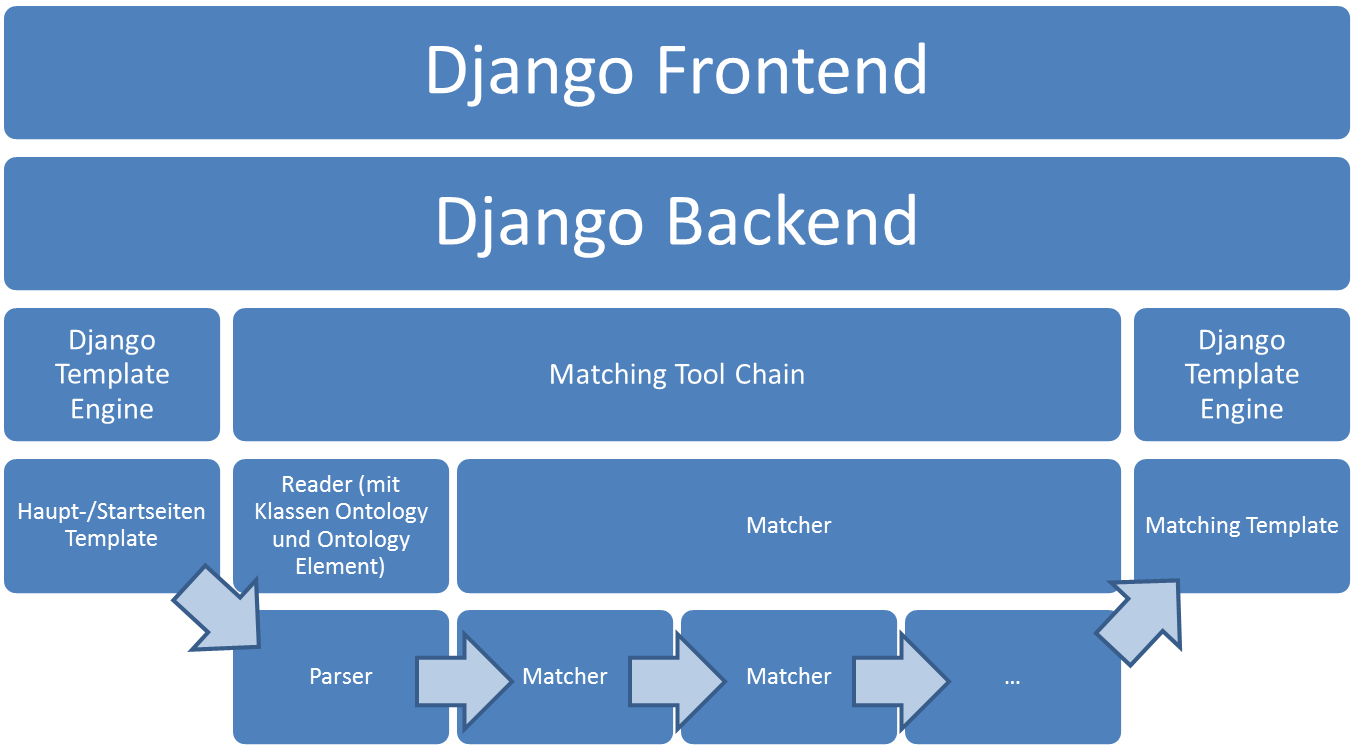 Django Frontend
Django Backend
Django
Template
Engine
Matching Tool Chain
Django
Template
Engine
Haupt-/Startseiten
Template
Reader (mit
Klassen Ontology
und Ontology
Element)
Matcher
Matching Template
Parser
Matcher
Matcher
...